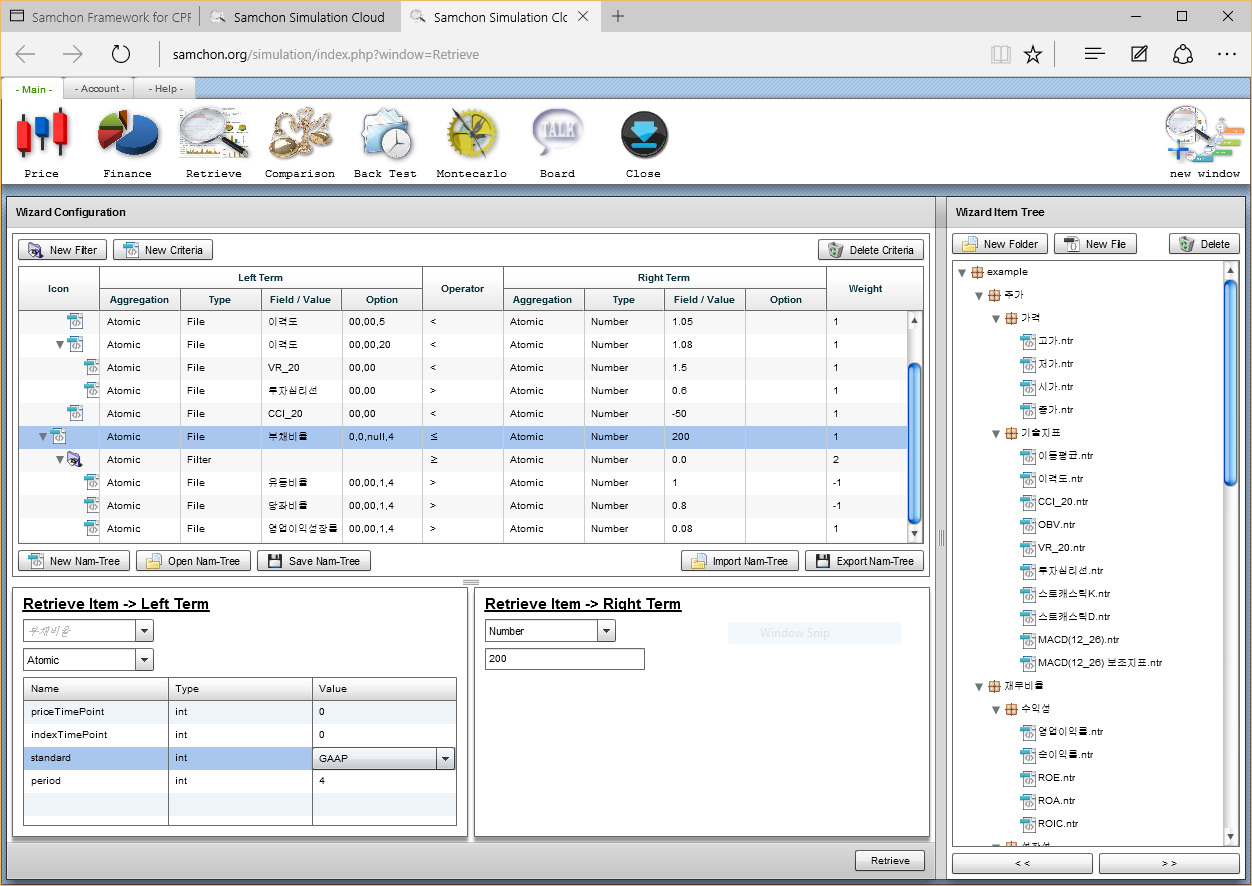 Samchon Framework for CPP
Samchon Simulation Cloud
Samchon Simulation Clo
samchon.org/simulation/index.php?window=Retrieve
- Main -
- Account -
- Help -
TALK
Price
Finance
Retrieve
Comparison
Back Test
Montecarlo
Board
Close
new window
Wizard Configuration
New Filter
New Criteria
Delete Criteria
Icon
Left Term
Operator
Right Term
Weight
Aggregation Type Field / Value Option
Aggregation Type Field / Value Option
Atomic File 이격도 00,00,5 < Atomic Number 1.05 1
Atomic File 이격도 00,00,20 < Atomic Number 1.08 1
Atomic File VR_20 00,00 < Atomic Number 1.5 1
Atomic File 투자심리선 00,00 > Atomic Number 0.6 1
Atomic File CCI_20 00,00 < Atomic Number -50 1
Atomic File 부채비율 0,0,null,4 ≤ Atomic Number 200 1
Atomic Filter ≥ Atomic Number 0.0 2
Atomic File 유동비율 00,00,1,4 > Atomic Number 1 -1
Atomic File 당좌비율 00,00,1,4 > Atomic Number 0.8 -1
Atomic File 영업이익성장률 00,00,1,4 > Atomic Number 0.08 1
New Nam-Tree
Open Nam-Tree
Save Nam-Tree
Import Nam-Tree
Export Nam-Tree
Retrieve Item -> Left Term
부채비율
Atomic
Name Type Value
priceTimePoint int 0
indexTimePoint int 0
standard int GAAP
period int 4
Retrieve Item -> Right Term
Number
200
Window Snip
Retrieve
Wizard Item Tree
New Folder
New File
Delete
example
주가
가격
고가.ntr
저가.ntr
시가.ntr
종가.ntr
기술지표
이동평균.ntr
이격도.ntr
CCI_20.ntr
OBV.ntr
VR_20.ntr
투자심리선.ntr
스토캐스틱K.ntr
스토캐스틱D.ntr
MACD(12_26).ntr
MACD(12_26) 보조지표.ntr
재무비율
수익성
영업이익률.ntr
순이익률.ntr
ROE.ntr
ROA.ntr
ROIC.ntr
성장성
<<
>>